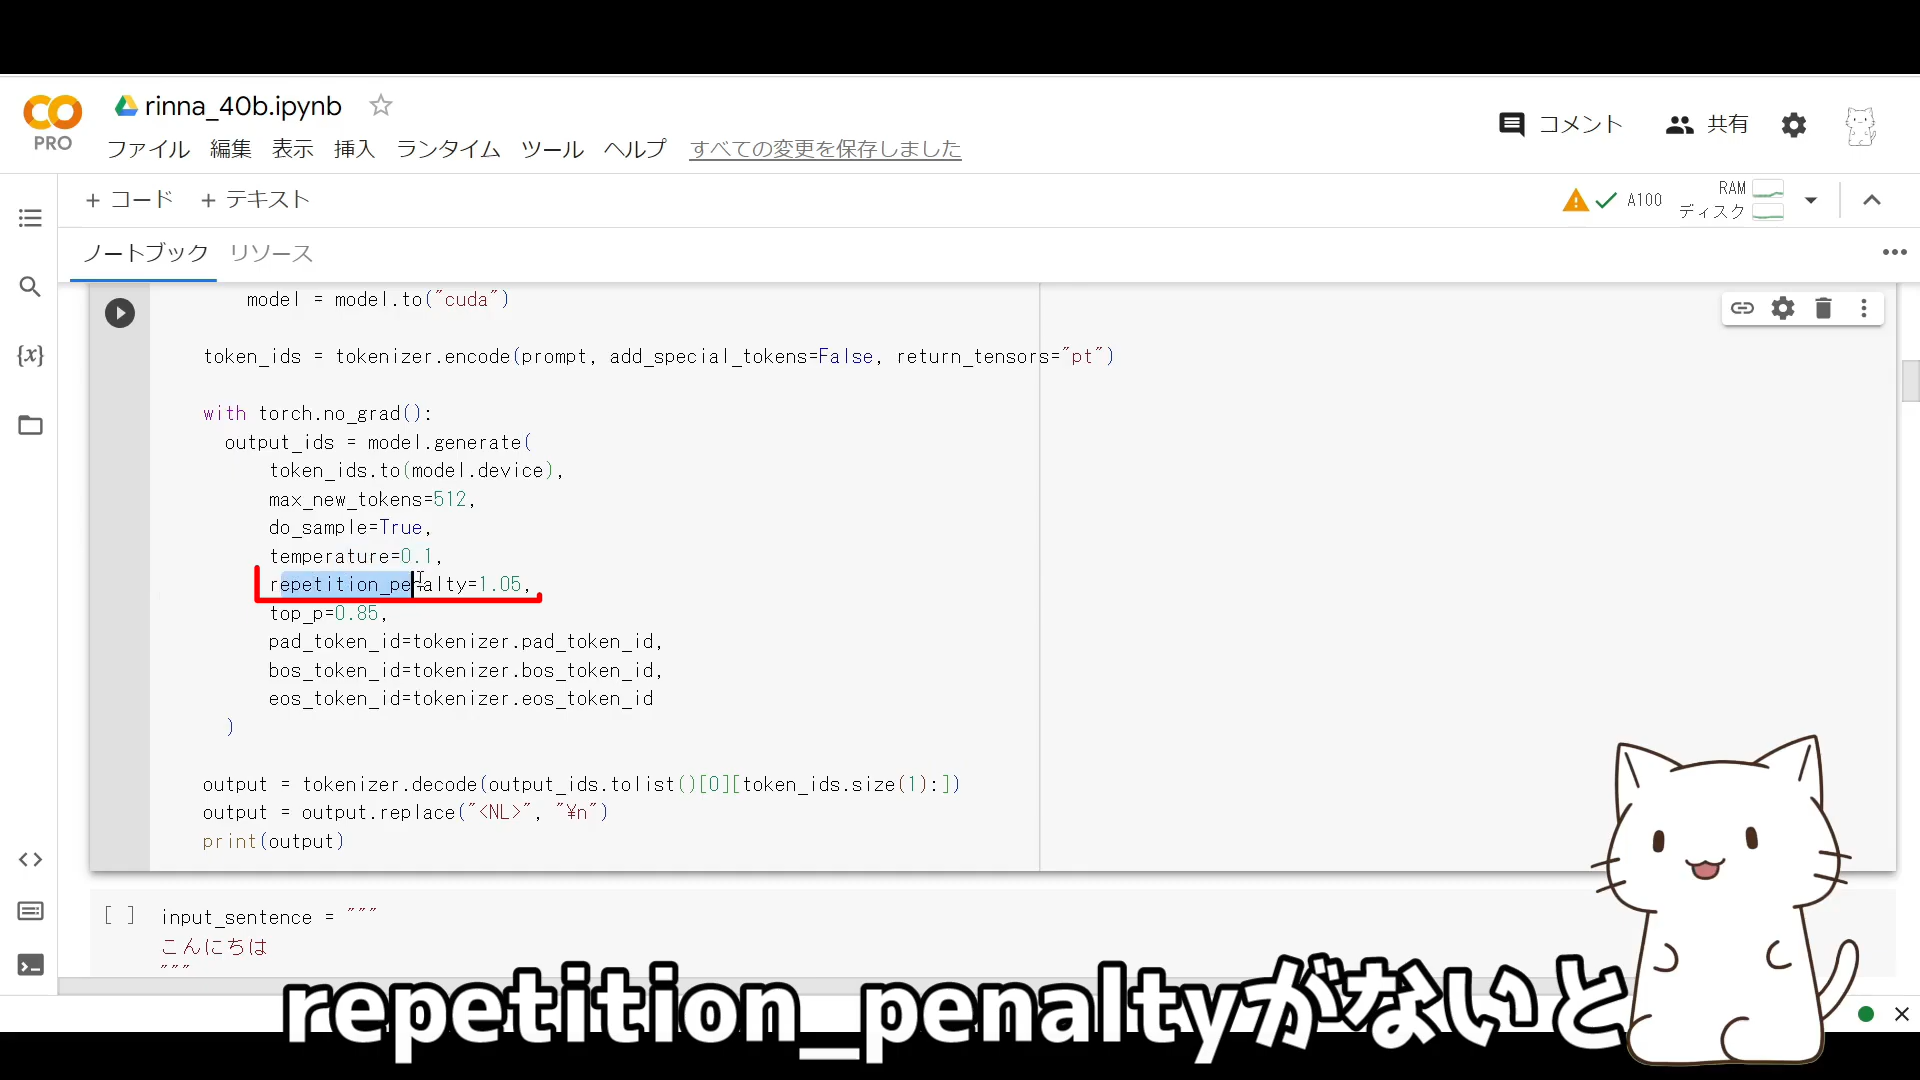 PRO
rinna_40b.ipynb
ファイル 編集 表示 挿入 ランタイム ツール ヘルプ すべての変更を保存しました
コメント 共有
+ コード + テキスト
A100 RAM ディスク
ノートブック リソース
model = model.to("cuda")
token_ids = tokenizer.encode(prompt, add_special_tokens=False, return_tensors="pt")
with torch.no_grad():
output_ids = model.generate(
token_ids.to(model.device),
max_new_tokens=512,
do_sample=True,
temperature=0.1,
repetition_penalty=1.05,
top_p=0.85,
pad_token_id=tokenizer.pad_token_id,
bos_token_id=tokenizer.bos_token_id,
eos_token_id=tokenizer.eos_token_id
)
output = tokenizer.decode(output_ids.tolist()[0][token_ids.size(1):])
output = output.replace("<NL>", "¥n")
print(output)
[ ] input_sentence = """
こんにちは
"""
repetition_penaltyがないと